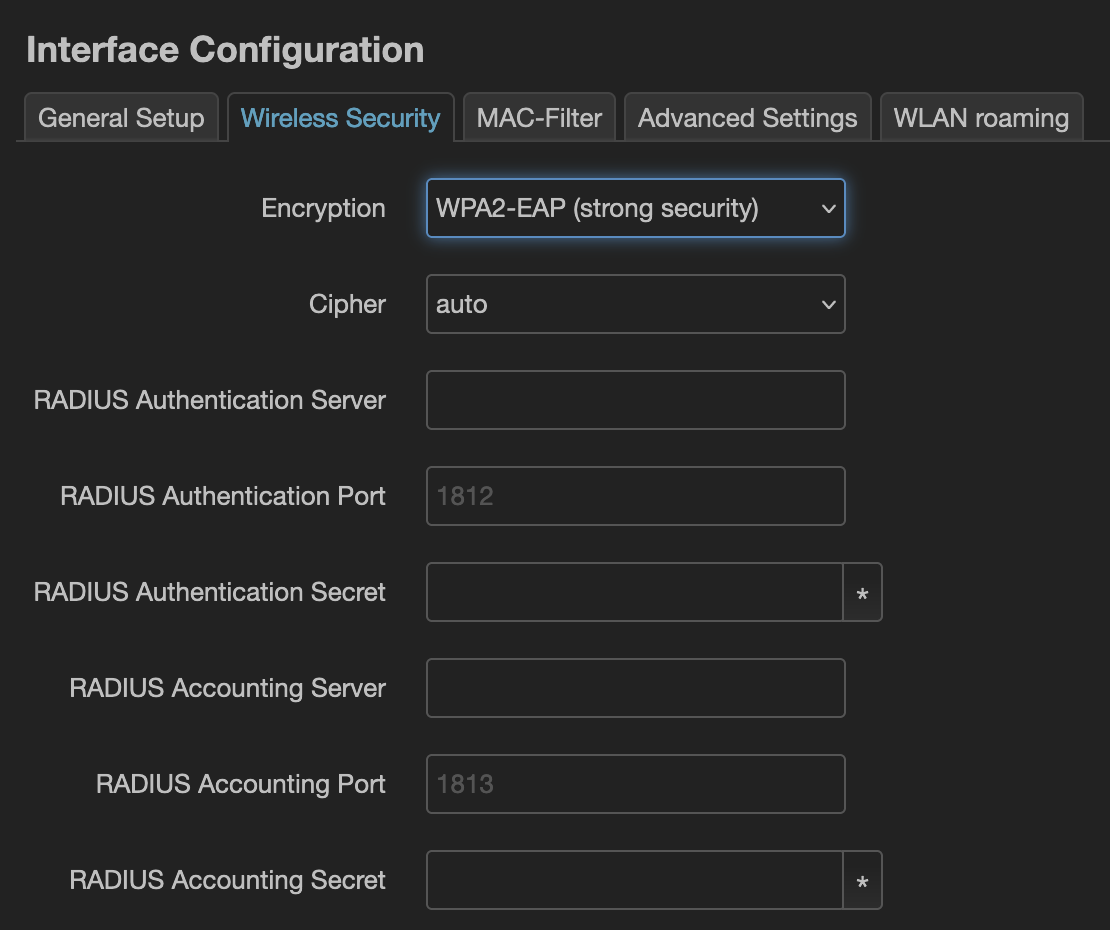 Interface Configuration
General Setup Wireless Security MAC-Filter Advanced Settings WLAN roaming
Encryption WPA2-EAP (strong security)
Cipher auto
RADIUS Authentication Server
RADIUS Authentication Port 1812
RADIUS Authentication Secret *
RADIUS Accounting Server
RADIUS Accounting Port 1813
RADIUS Accounting Secret *